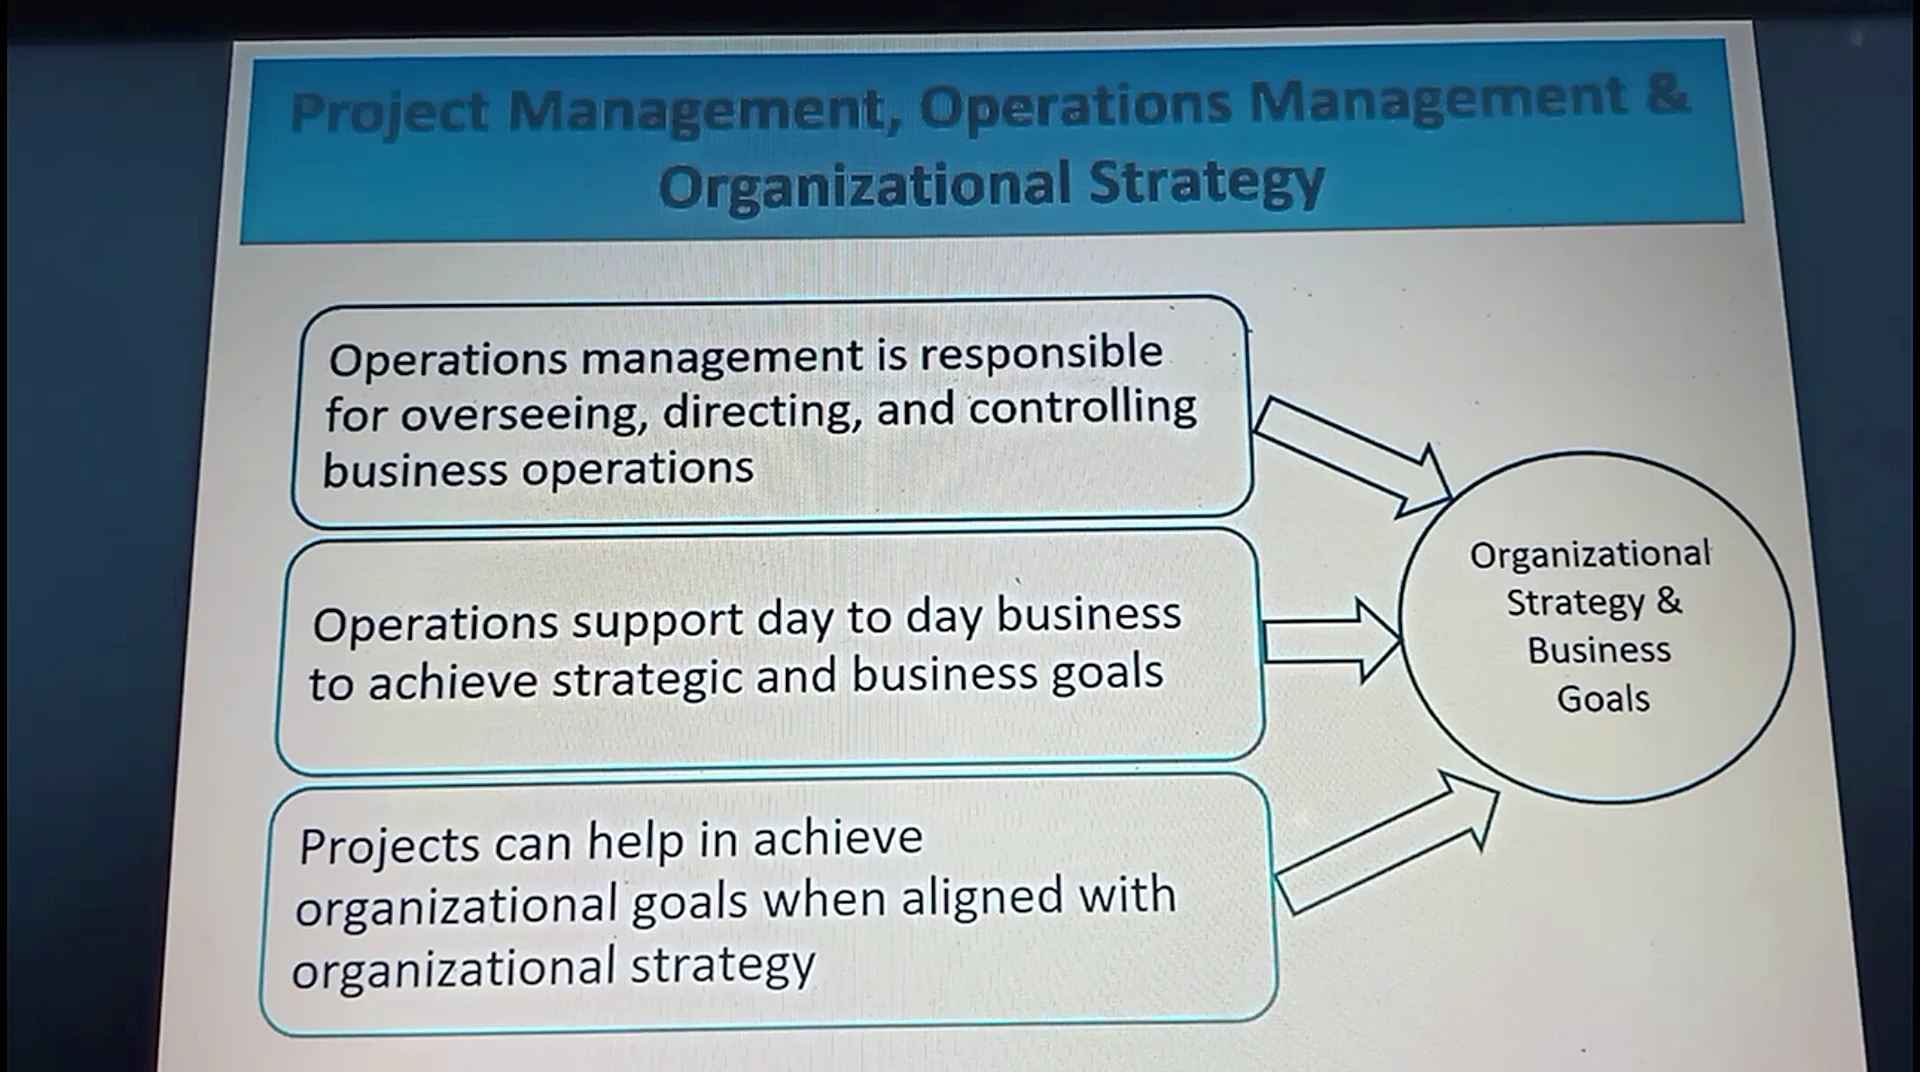 Project Management, Operations Management &
Organizational Strategy
Operations management is responsible
for overseeing, directing, and controlling
business operations
Operations support day to day business
to achieve strategic and business goals
Projects can help in achieve
organizational goals when aligned with
organizational strategy
Organizational
Strategy &
Business
Goals